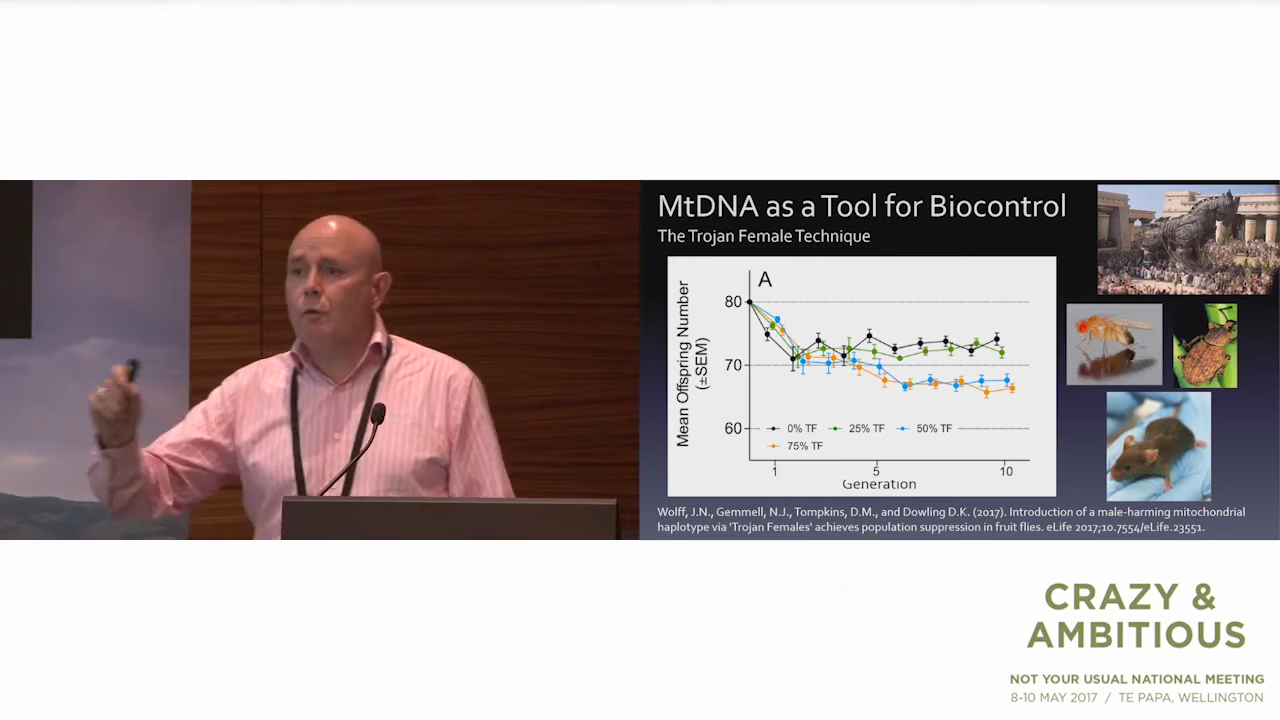 MtDNA as a Tool for Biocontrol
The Trojan Female Technique
A
Mean Offspring Number
(±SEM)
80
70
60
0% TF 25% TF 50% TF
75% TF
1 5 10
Generation
Wolff, J.N., Gemmell, N.J., Tompkins, D.M., and Dowling D.K. (2017). Introduction of a male-harming mitochondrial
haplotype via 'Trojan Females' achieves population suppression in fruit flies. eLife 2017;10.7554/eLife.23551.
CRAZY &
AMBITIOUS
NOT YOUR USUAL NATIONAL MEETING
8-10 MAY 2017 / TE PAPA, WELLINGTON